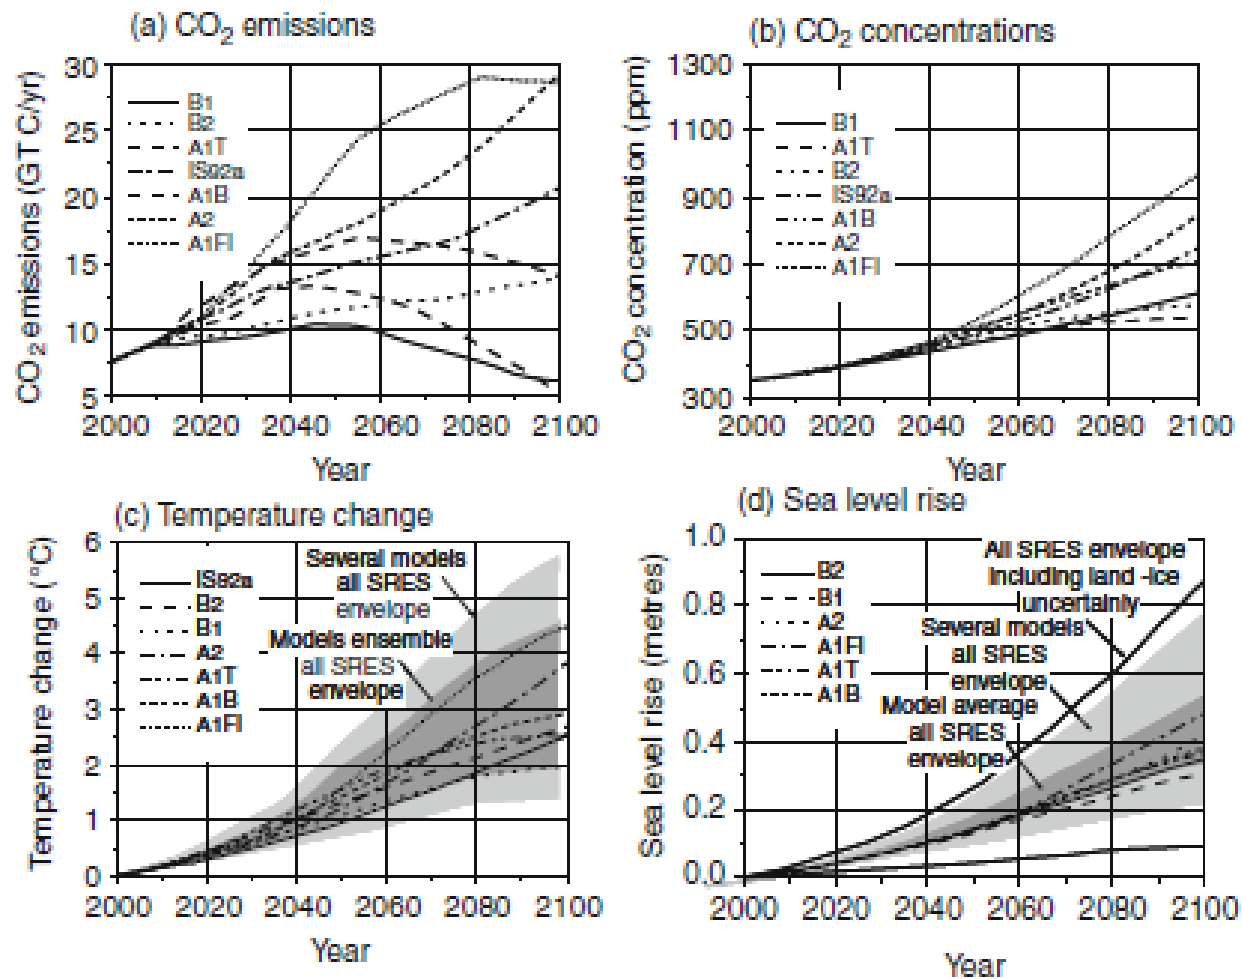 (a) CO₂ emissions
CO₂ emissions (GT C/yr)
30
25
20
15
10
5
B1
B2
A1T
IS92a
A1B
A2
A1FI
2000 2020 2040 2060 2080 2100
Year
(b) CO₂ concentrations
CO₂ concentration (ppm)
1300
1100
900
700
500
300
B1
A1T
B2
IS92a
A1B
A2
A1FI
2000 2020 2040 2060 2080 2100
Year
(c) Temperature change
Temperature change (°C)
6
5
4
3
2
1
0
IS92a
B2
B1
A2
A1T
A1B
A1FI
Several models
all SRES
envelope
Models ensemble
all SRES
envelope
2000 2020 2040 2060 2080 2100
Year
(d) Sea level rise
Sea level rise (metres)
1.0
0.8
0.6
0.4
0.2
0.0
B2
B1
A2
A1FI
A1T
A1B
All SRES envelope
including land -ice
uncertainly
Several models
all SRES
envelope
Model average
all SRES
envelope
2000 2020 2040 2060 2080 2100
Year